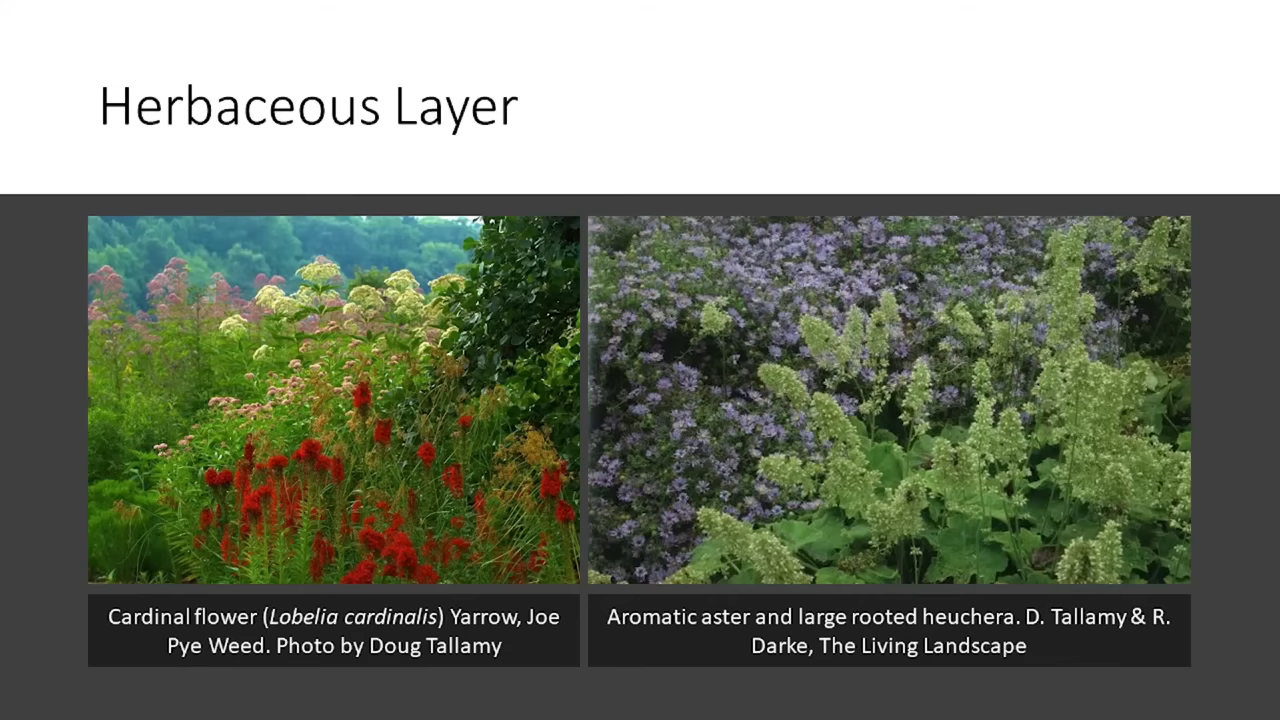 Herbaceous Layer
Cardinal flower (Lobelia cardinalis) Yarrow, Joe
Pye Weed. Photo by Doug Tallamy
Aromatic aster and large rooted heuchera. D. Tallamy & R.
Darke, The Living Landscape